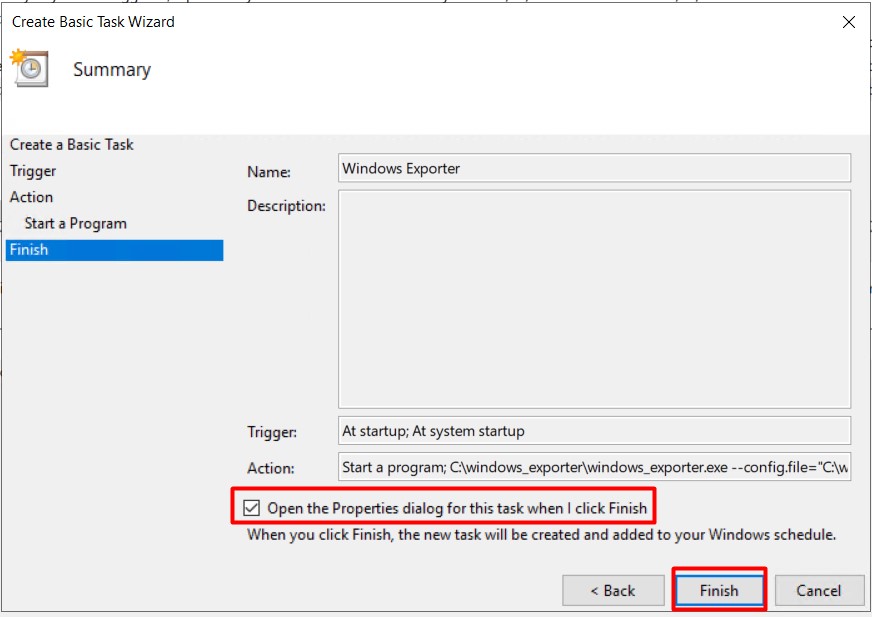 Create Basic Task Wizard
Summary
Create a Basic Task
Trigger
Action
Start a Program
Finish
Name:
Windows Exporter
Description:
Trigger:
At startup; At system startup
Action:
Start a program; C:\windows_exporter\windows_exporter.exe --config.file="C:\w
Open the Properties dialog for this task when I click Finish
When you click Finish, the new task will be created and added to your Windows schedule.
< Back
Finish
Cancel